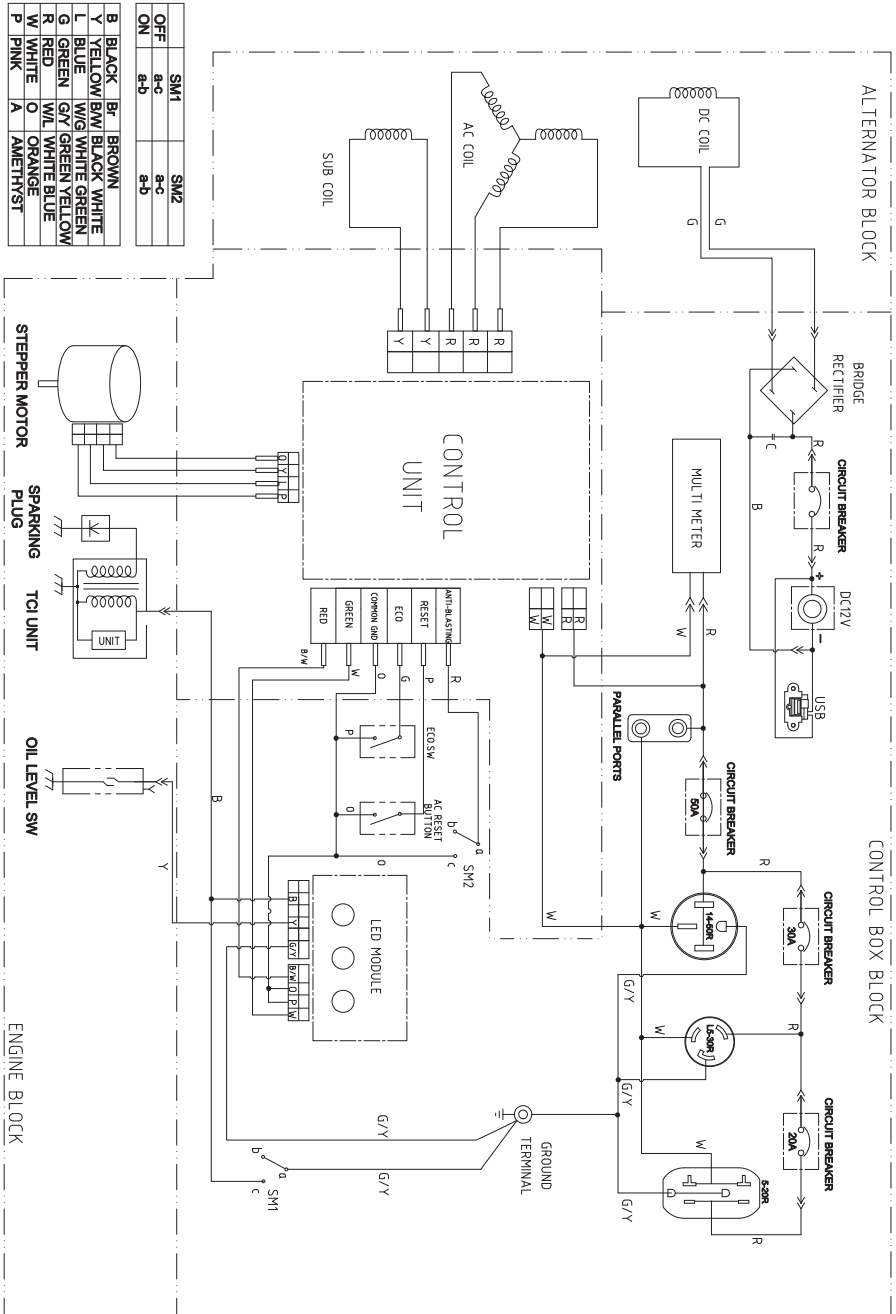 ALTERNATOR BLOCK
CONTROL BOX BLOCK
DC COIL
G
G
BRIDGE
RECTIFIER
C
R
CIRCUIT BREAKER
R
B
+
DC12V
-
USB
AC COIL
SUB COIL
R
R
R
Y
Y
CONTROL
UNIT
MULTI METER
R
W
R
R
W
W
PARALLEL PORTS
CIRCUIT BREAKER
50A
R
CIRCUIT BREAKER
30A
R
CIRCUIT BREAKER
20A
R
14-50R
L5-30R
5-20R
W
W
W
W
G/Y
G/Y
G/Y
GROUND
TERMINAL
G/Y
G/Y
ANTI-BLASTING
RESET
ECO
COMMON GND
GREEN
RED
R
P
G
O
W
B/W
ECO.SW
P
AC RESET
BUTTON
O
O
a
b
c
SM2
LED MODULE
B
Y
G/Y
B/W
O
P
W
a
b
c
SM1
O
Y
L
P
STEPPER MOTOR
SPARKING
PLUG
TCI UNIT
UNIT
B
OIL LEVEL SW
Y
Y
ENGINE BLOCK
SM1 SM2
OFF a-c a-c
ON a-b a-b
B BLACK Br BROWN
Y YELLOW B/W BLACK WHITE
L BLUE W/G WHITE GREEN
G GREEN G/Y GREEN YELLOW
R RED W/L WHITE BLUE
W WHITE O ORANGE
P PINK A AMETHYST